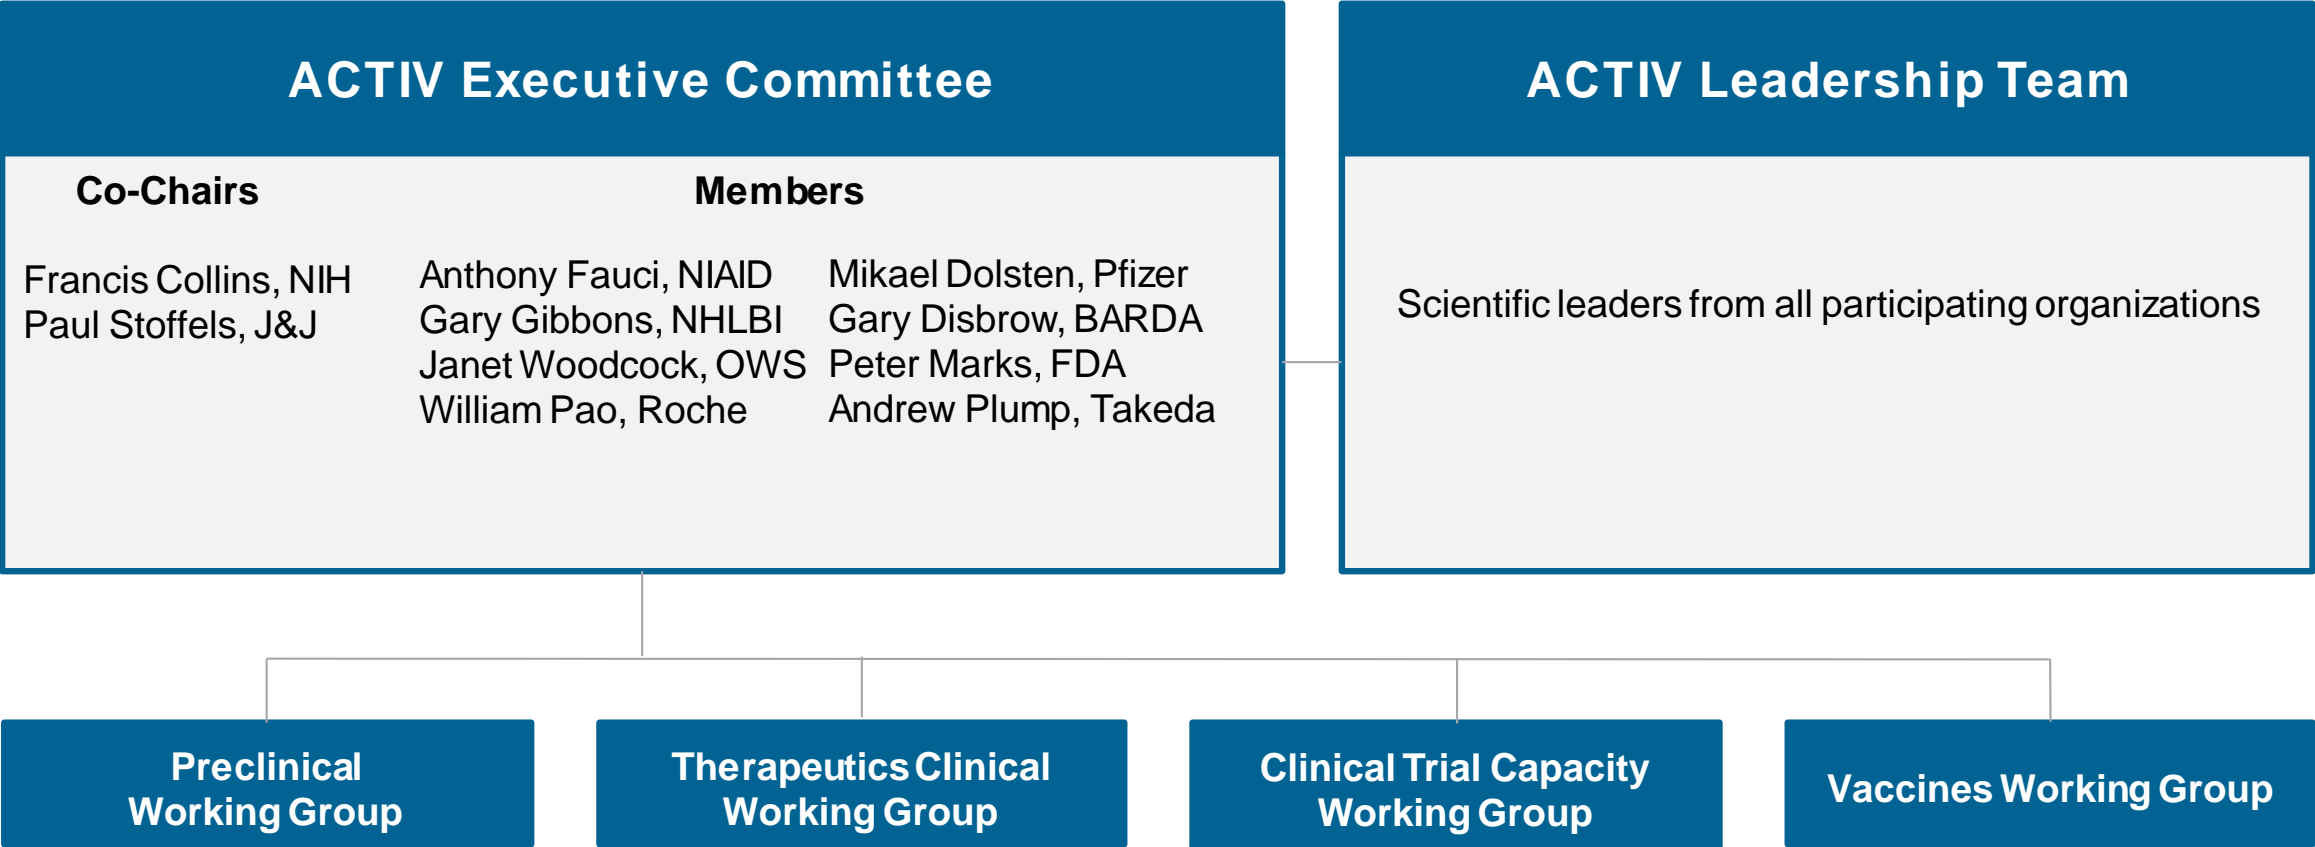 ACTIV Executive Committee
Co-Chairs
Francis Collins, NIH
Paul Stoffels, J&J
Members
Anthony Fauci, NIAID
Gary Gibbons, NHLBI
Janet Woodcock, OWS
William Pao, Roche
Mikael Dolsten, Pfizer
Gary Disbrow, BARDA
Peter Marks, FDA
Andrew Plump, Takeda
ACTIV Leadership Team
Scientific leaders from all participating organizations
Preclinical
Working Group
Therapeutics Clinical
Working Group
Clinical Trial Capacity
Working Group
Vaccines Working Group